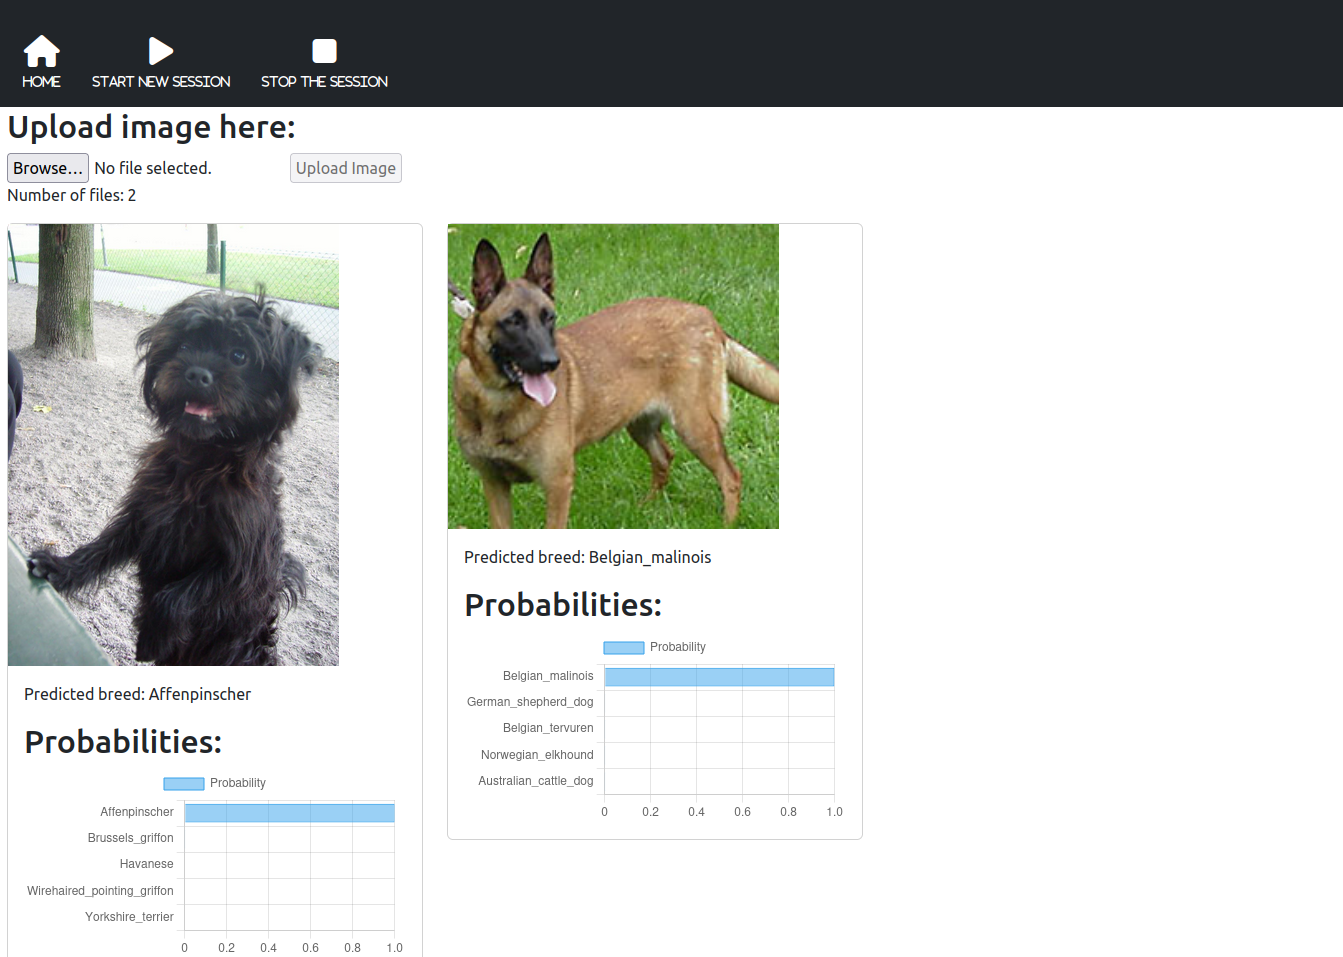 HOME
START NEW SESSION
STOP THE SESSION
Upload image here:
Browse... No file selected. Upload Image
Number of files: 2
Predicted breed: Affenpinscher
Probabilities:
Probability
Affenpinscher
Brussels_griffon
Havanese
Wirehaired_pointing_griffon
Yorkshire_terrier
0 0.2 0.4 0.6 0.8 1.0
Predicted breed: Belgian_malinois
Probabilities:
Probability
Belgian_malinois
German_shepherd_dog
Belgian_tervuren
Norwegian_elkhound
Australian_cattle_dog
0 0.2 0.4 0.6 0.8 1.0